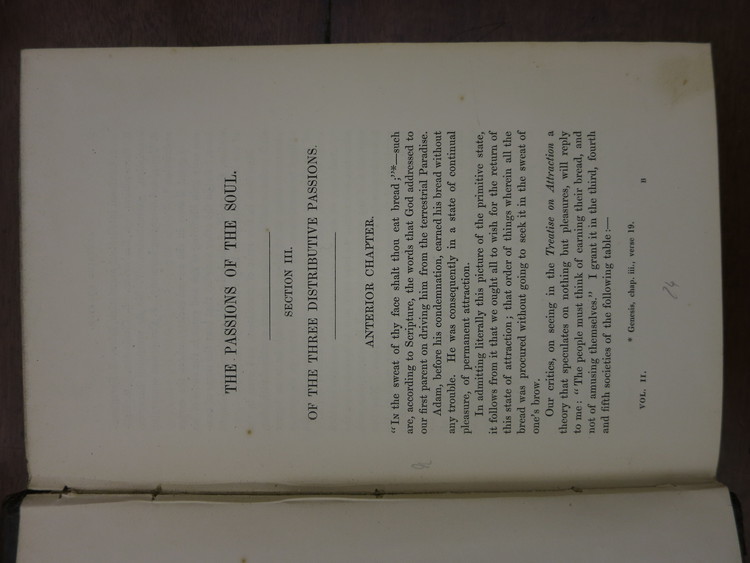 THE PASSIONS OF THE SOUL.
SECTION III.
OF THE THREE DISTRIBUTIVE PASSIONS.
ANTERIOR CHAPTER.
"In the sweat of thy face shalt thou eat bread;"*—such
are, according to Scripture, the words that God addressed to
our first parent on driving him from the terrestrial Paradise.
Adam, before his condemnation, earned his bread without
any trouble. He was consequently in a state of continual
pleasure, of permanent attraction.
In admitting literally this picture of the primitive state,
it follows from it that we ought all to wish for the return of
this state of attraction; that order of things wherein all the
bread was procured without going to seek it in the sweat of
one's brow.
Our critics, on seeing in the Treatise on Attraction a
theory that speculates on nothing but pleasures, will reply
to me: "The people must think of earning their bread, and
not of amusing themselves." I grant it in the third, fourth
and fifth societies of the following table:—
* Genesis, chap. iii., verse 19.
VOL. II. B